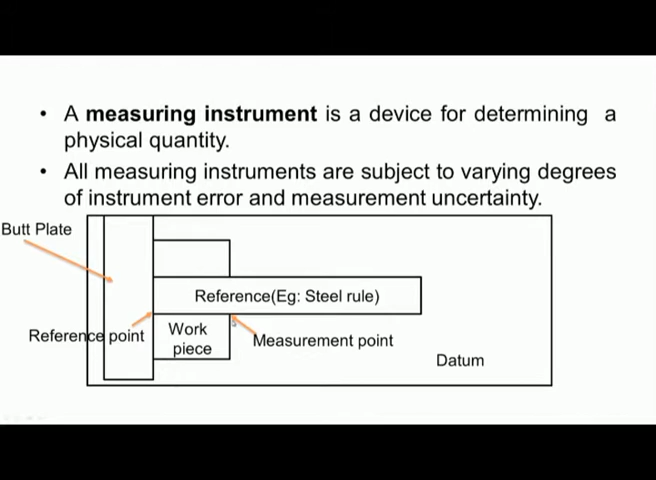 • A measuring instrument is a device for determining a
physical quantity.
• All measuring instruments are subject to varying degrees
of instrument error and measurement uncertainty.
Butt Plate
Reference(Eg: Steel rule)
Reference point
Work
piece
Measurement point
Datum